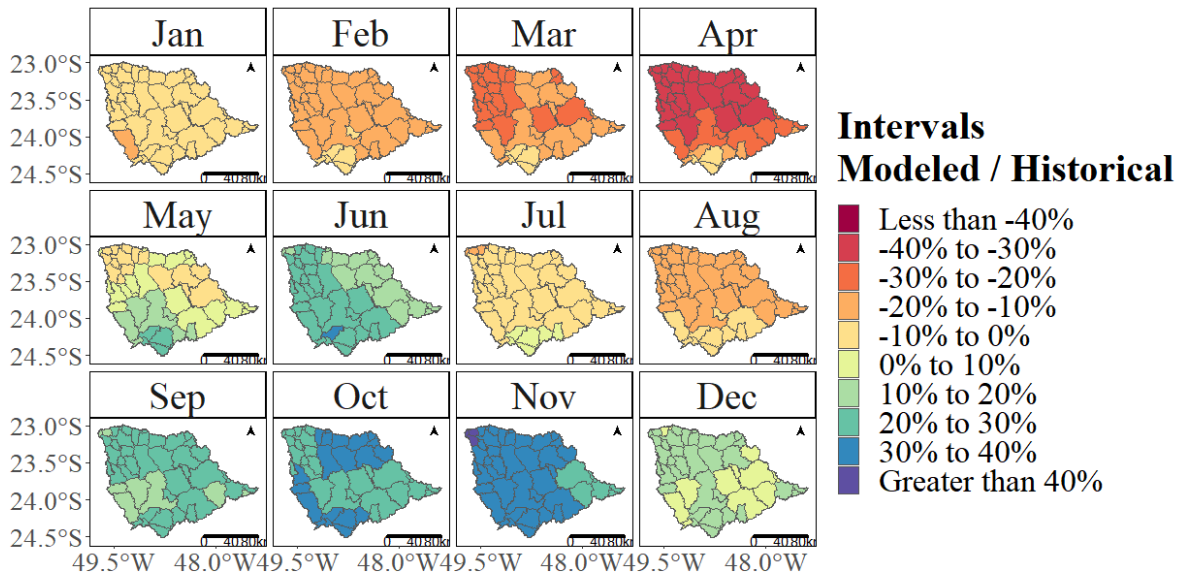 Jan Feb Mar Apr
23.0°S
23.5°S
24.0°S
24.5°S
Intervals
Modeled / Historical
Less than -40%
-40% to -30%
-30% to -20%
-20% to -10%
-10% to 0%
0% to 10%
10% to 20%
20% to 30%
30% to 40%
Greater than 40%
May Jun Jul Aug
23.0°S
23.5°S
24.0°S
24.5°S
Sep Oct Nov Dec
23.0°S
23.5°S
24.0°S
24.5°S
49.5°W 48.0°W 49.5°W 48.0°W 49.5°W 48.0°W 49.5°W 48.0°W